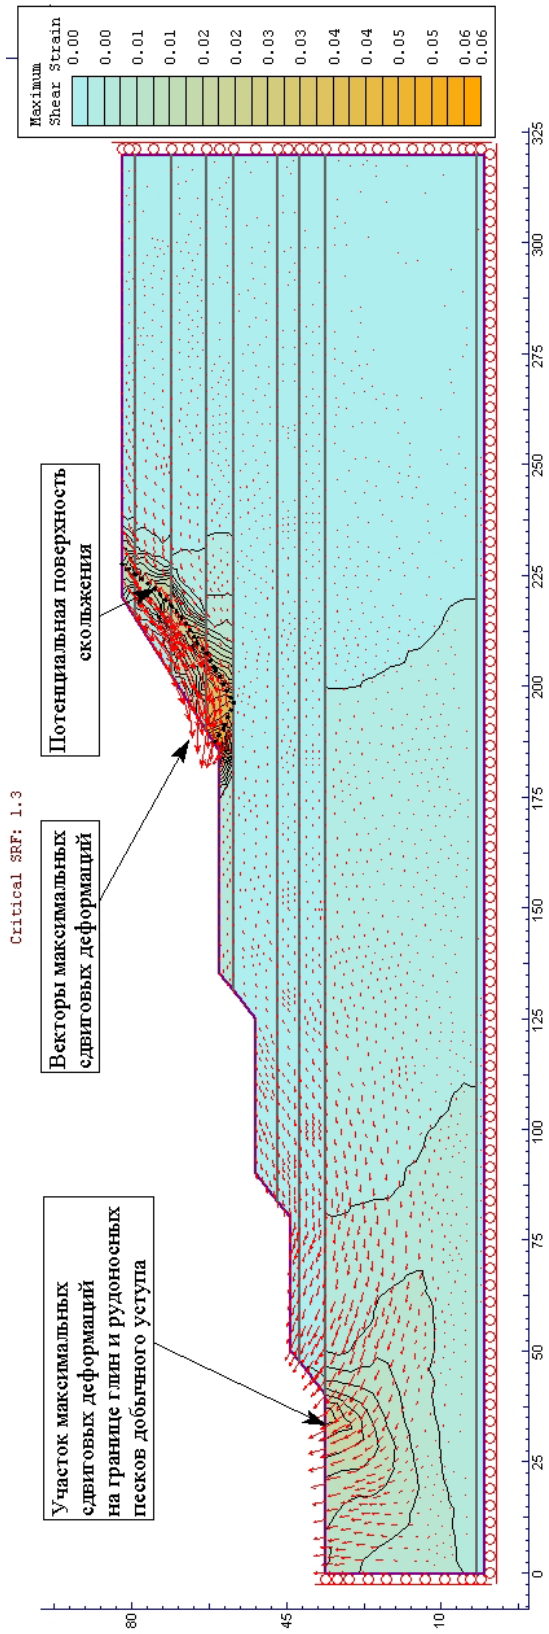 Critical SRF: 1.3
Участок максимальных
сдвиговых деформаций
на границе глин и рудоносных
песков добычного уступа
Векторы максимальных
сдвиговых деформаций
Потенциальная поверхность
скольжения
Maximum
Shear Strain
0.00
0.00
0.01
0.01
0.02
0.02
0.03
0.03
0.04
0.04
0.05
0.05
0.06
0.06
80
45
10
0
25
50
75
100
125
150
175
200
225
250
275
300
325